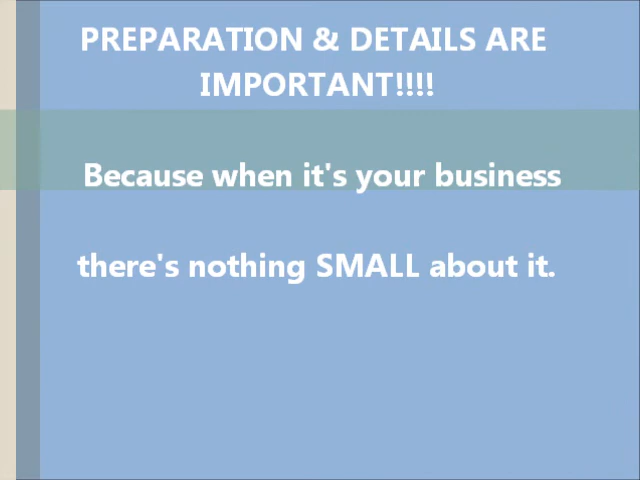 PREPARATION & DETAILS ARE
IMPORTANT!!!!
Because when it's your business
there's nothing SMALL about it.